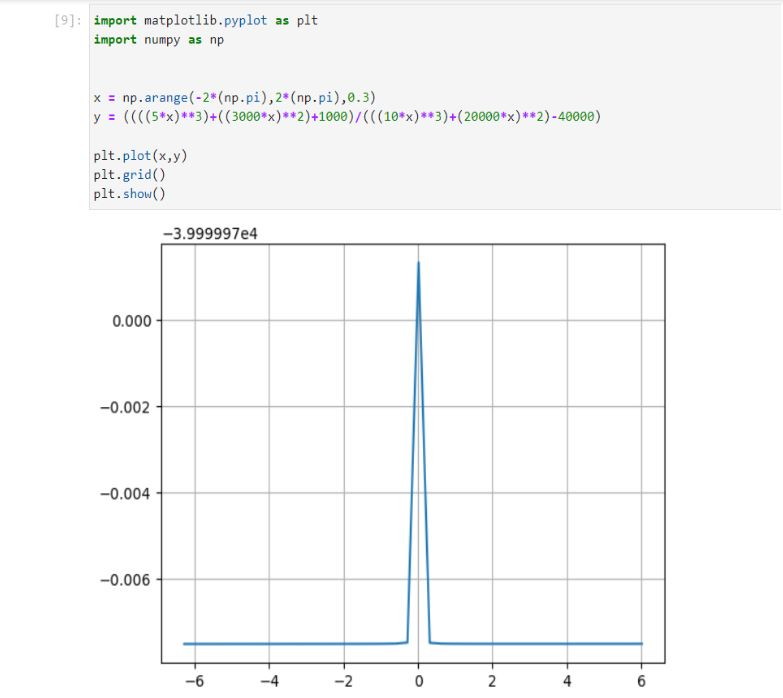 [9]: import matplotlib.pyplot as plt
import numpy as np
x = np.arange(-2*(np.pi),2*(np.pi),0.3)
y = ((((5*x)**3)+((3000*x)**2)+1000)/(((10*x)**3)+(20000*x)**2)-40000)
plt.plot(x,y)
plt.grid()
plt.show()
−3.999997e4
0.000
−0.002
−0.004
−0.006
−6 −4 −2 0 2 4 6